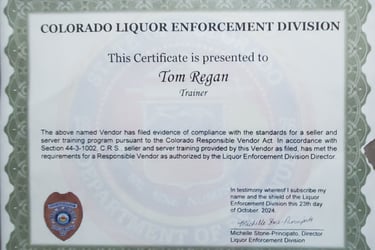 COLORADO LIQUOR ENFORCEMENT DIVISION
This Certificate is presented to
Tom Regan
Trainer
The above named Vendor has filed evidence of compliance with the standards for a seller and
server training program pursuant to the Colorado Responsible Vendor Act. In accordance with
Section 44-3-1002, C.R.S., seller and server training provided by this Vendor as filed, has met the
requirements for a Responsible Vendor as authorized by the Liquor Enforcement Division Director.
In testimony whereof I subscribe my
name and the shield of the Liquor
Enforcement Division this 23th day
of October, 2024.
Michelle Stone-Principato
Michelle Stone-Principato, Director
Liquor Enforcement Division